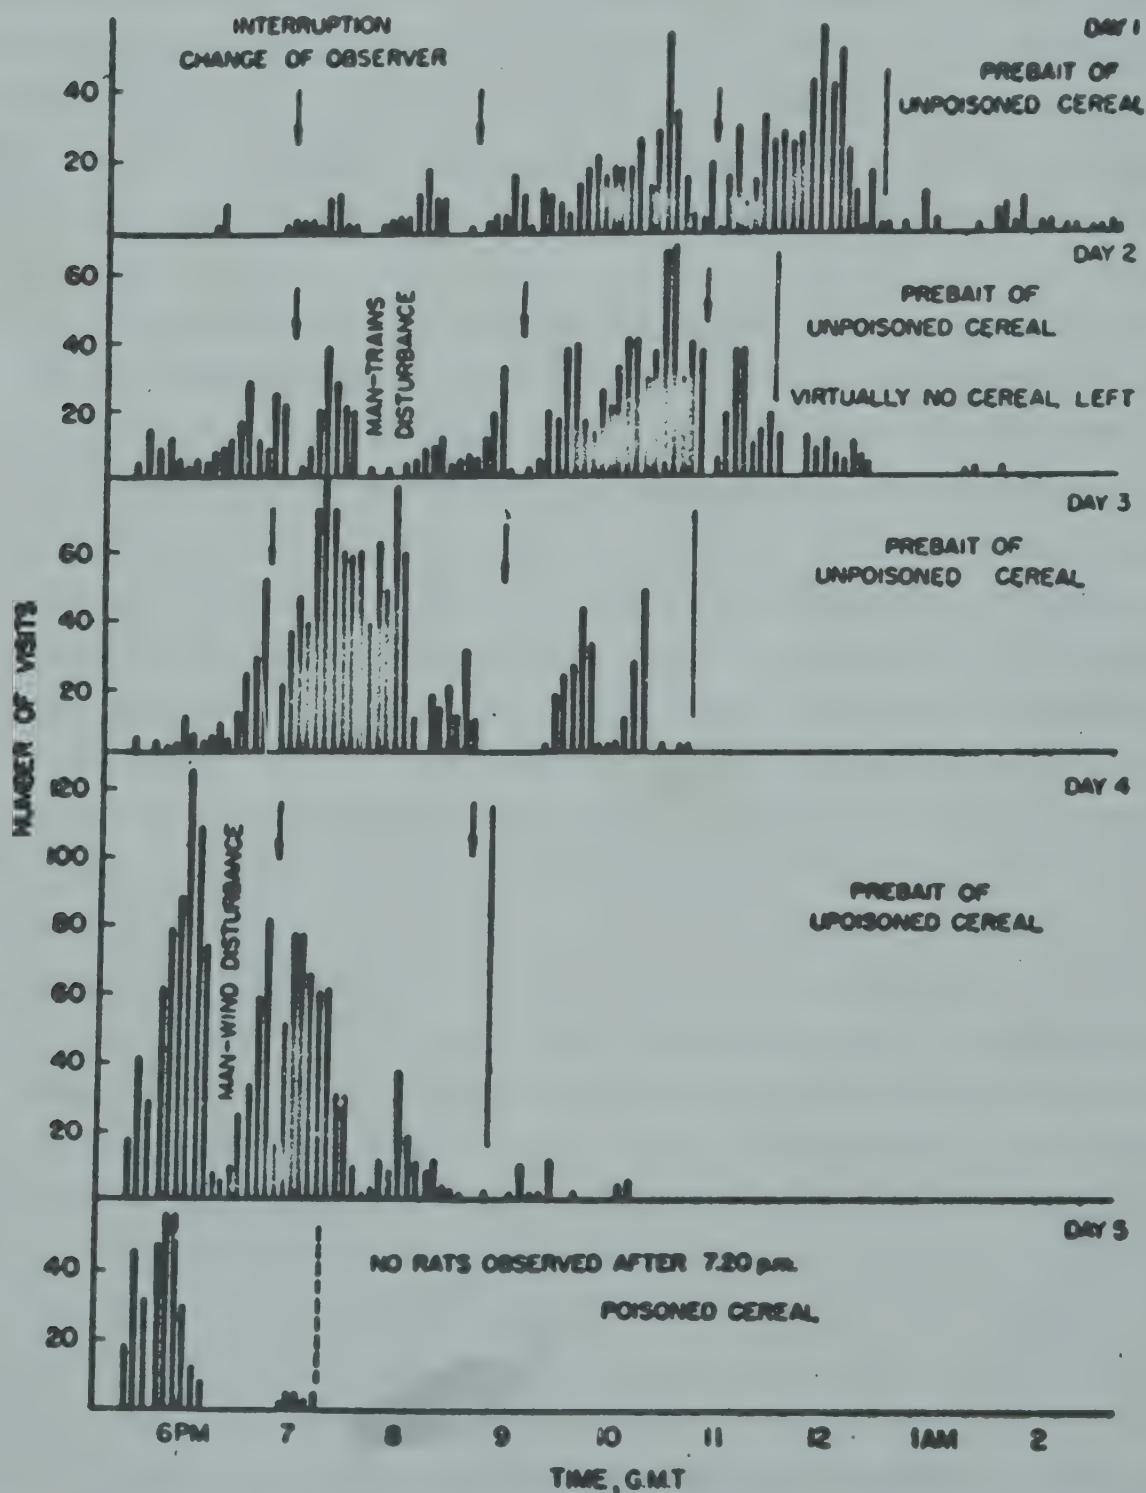 INTERRUPTION
CHANGE OF OBSERVER
DAY 1
PREBAIT OF
UNPOISONED CEREAL
40
20
DAY 2
60
40
20
MAN-TRAINS
DISTURBANCE
PREBAIT OF
UNPOISONED CEREAL
VIRTUALLY NO CEREAL LEFT
DAY 3
60
40
20
PREBAIT OF
UNPOISONED CEREAL
NUMBER OF VISITS
DAY 4
120
100
80
60
40
20
MAN-WIND DISTURBANCE
PREBAIT OF
UPOISONED CEREAL
DAY 5
40
20
NO RATS OBSERVED AFTER 7.20 p.m.
POISONED CEREAL
6PM 7 8 9 10 11 12 1AM 2
TIME, G.M.T